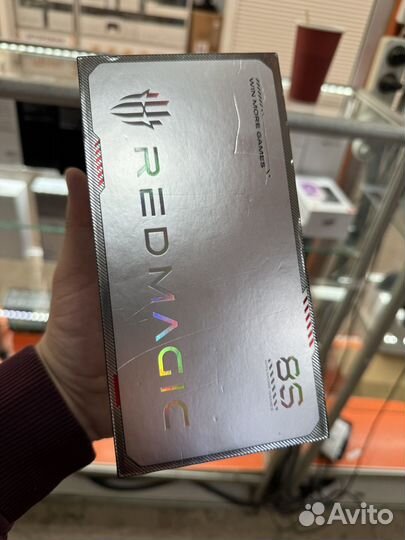 WIN MORE GAMES
REDMAGIC
8S
Avito